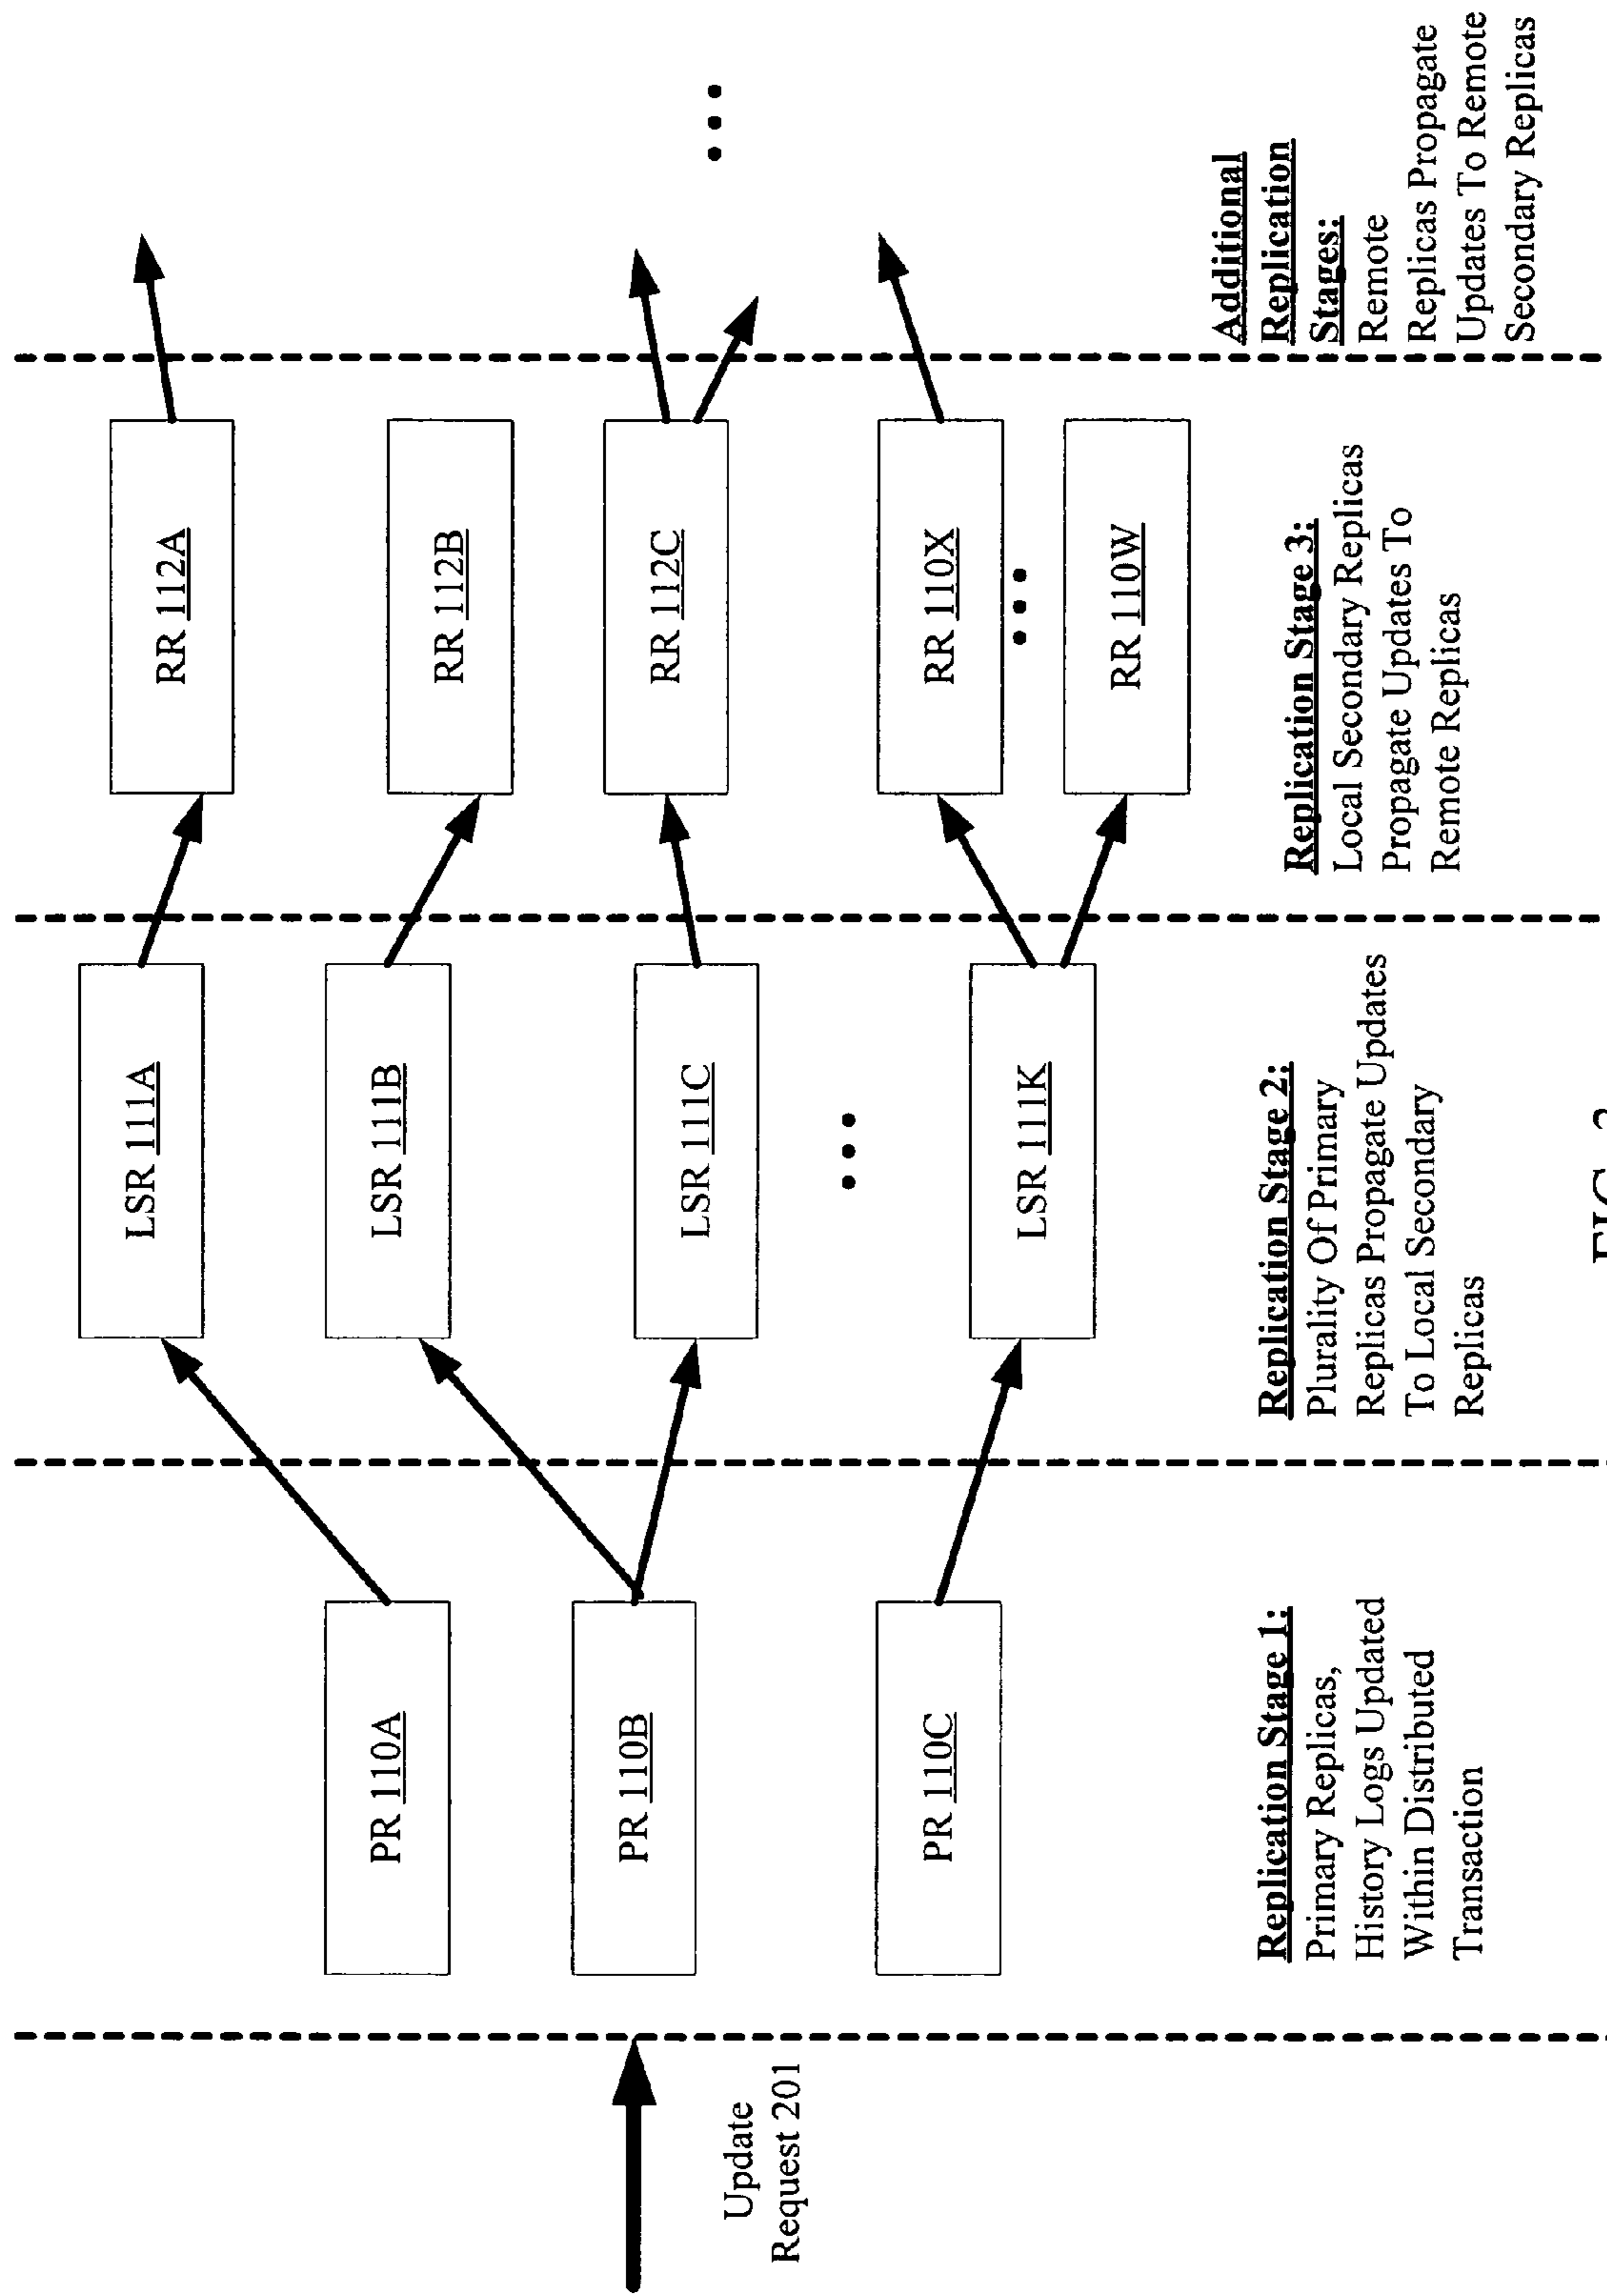 Update
Request 201
PR 110A
PR 110B
PR 110C
Replication Stage 1:
Primary Replicas,
History Logs Updated
Within Distributed
Transaction
LSR 111A
LSR 111B
LSR 111C
LSR 111K
Replication Stage 2:
Plurality Of Primary
Replicas Propagate Updates
To Local Secondary
Replicas
RR 112A
RR 112B
RR 112C
RR 110X
RR 110W
Replication Stage 3:
Local Secondary Replicas
Propagate Updates To
Remote Replicas
Additional
Replication
Stages:
Remote
Replicas Propagate
Updates To Remote
Secondary Replicas